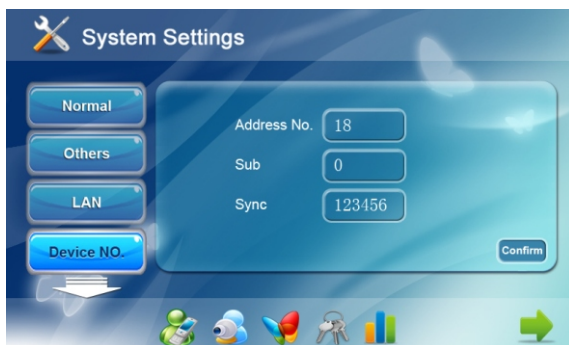 System Settings
Normal
Others
LAN
Device NO.
Address No. 18
Sub 0
Sync 123456
Confirm